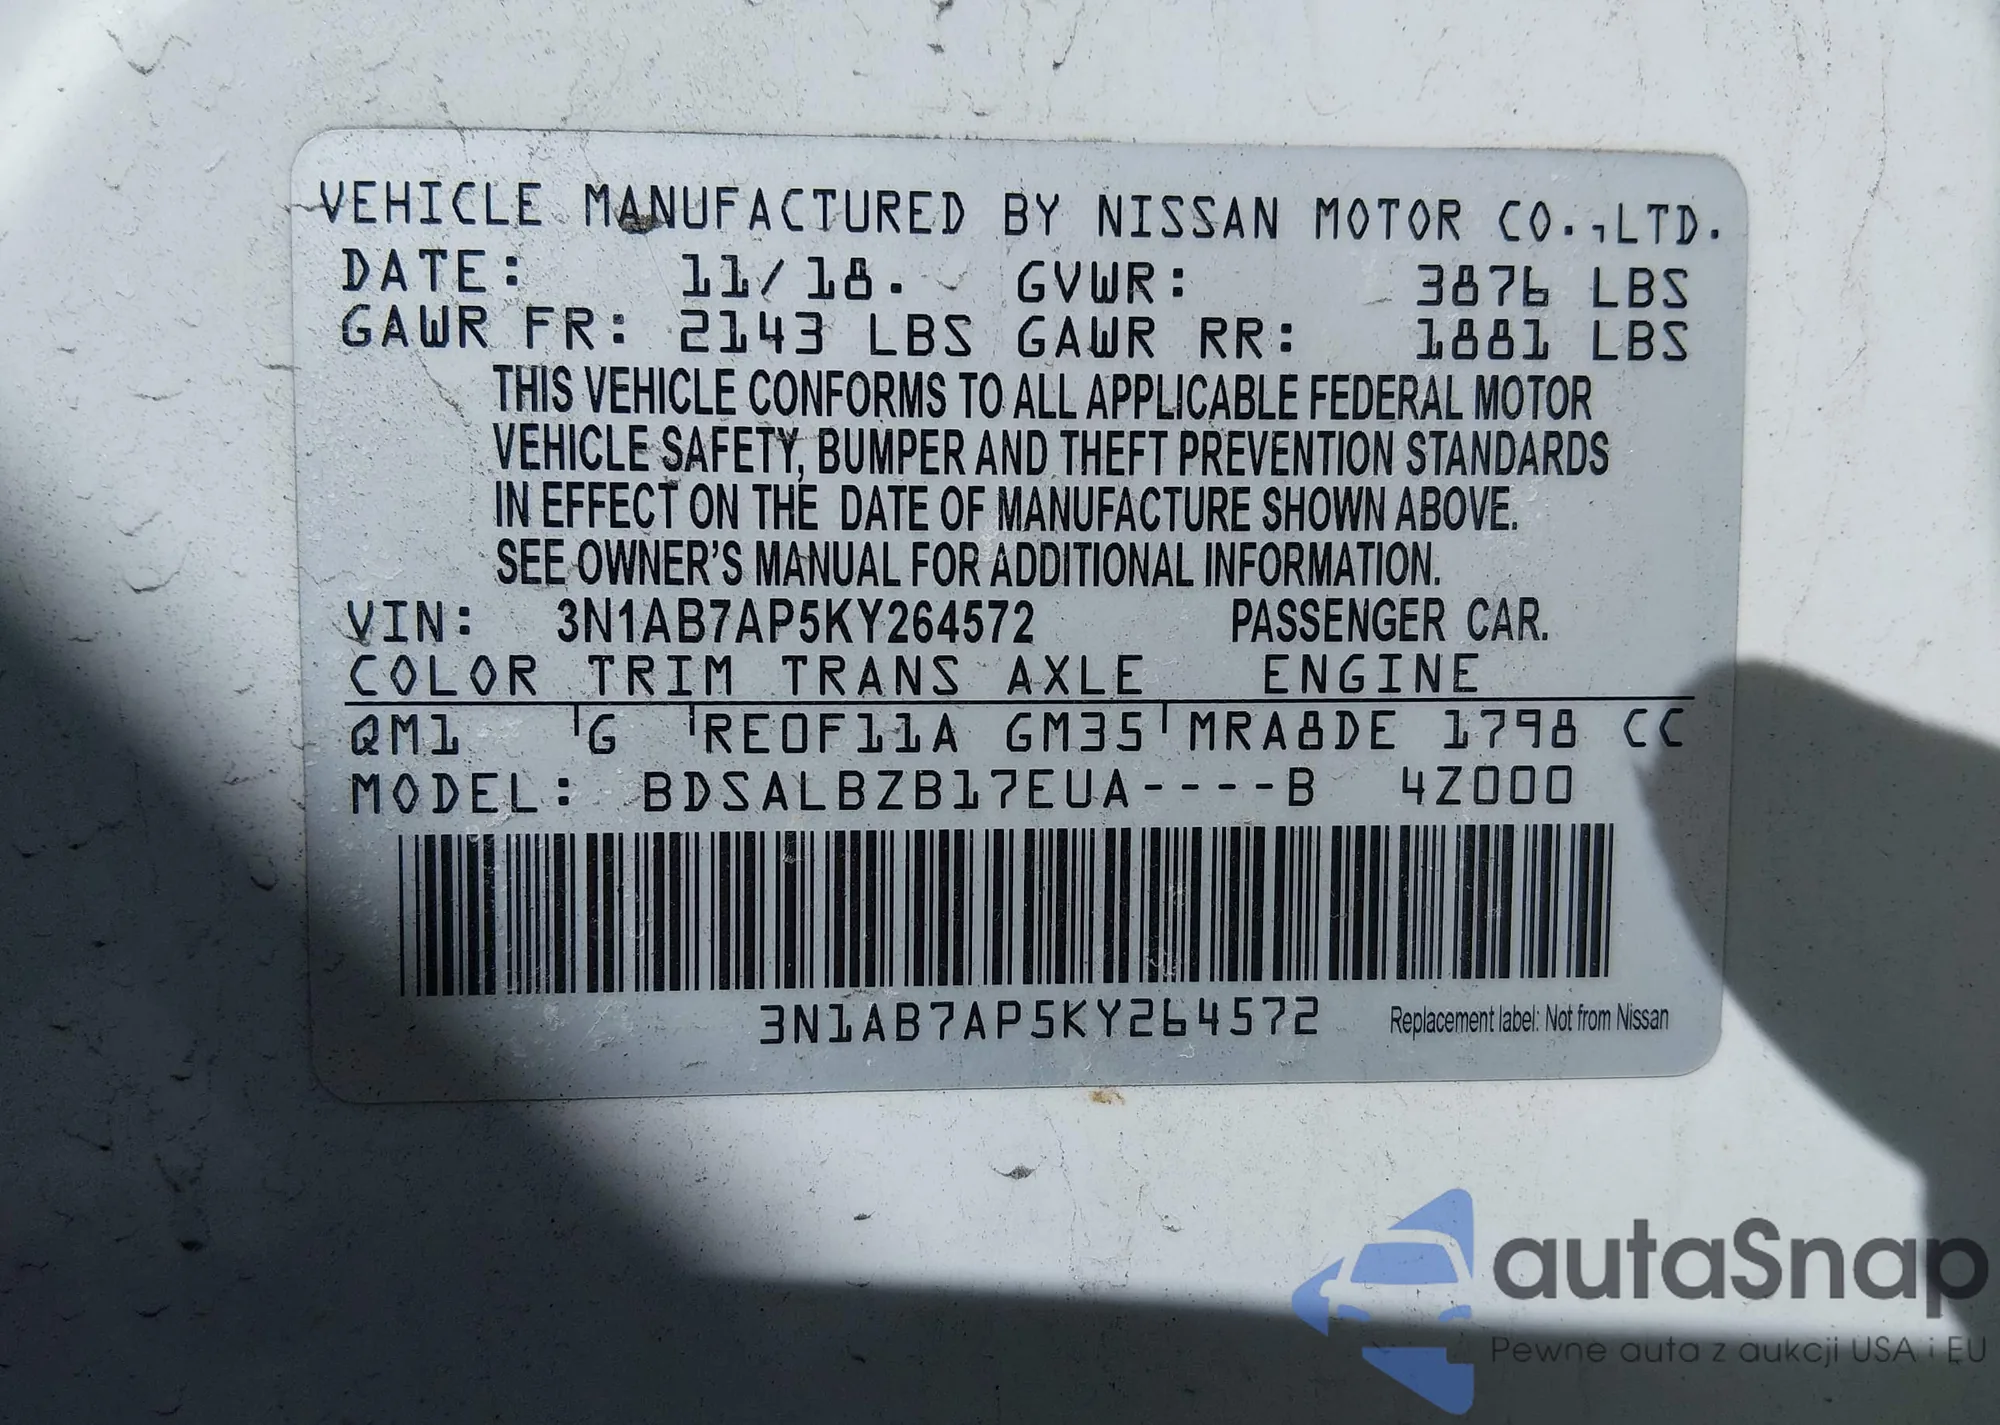 VEHICLE MANUFACTURED BY NISSAN MOTOR CO.,LTD.
DATE: 11/18. GVWR: 3876 LBS
GAWR FR: 2143 LBS GAWR RR: 1881 LBS
THIS VEHICLE CONFORMS TO ALL APPLICABLE FEDERAL MOTOR
VEHICLE SAFETY, BUMPER AND THEFT PREVENTION STANDARDS
IN EFFECT ON THE DATE OF MANUFACTURE SHOWN ABOVE.
SEE OWNER'S MANUAL FOR ADDITIONAL INFORMATION.
VIN: 3N1AB7AP5KY264572 PASSENGER CAR.
COLOR TRIM TRANS AXLE ENGINE
QM1 G RE0F11A GM35 MRA8DE 1798 CC
MODEL: BDSALBZB17EUA----B 4Z000
3N1AB7AP5KY264572
Replacement label: Not from Nissan
autaSnap
Pewne auta z aukcji USA i EU